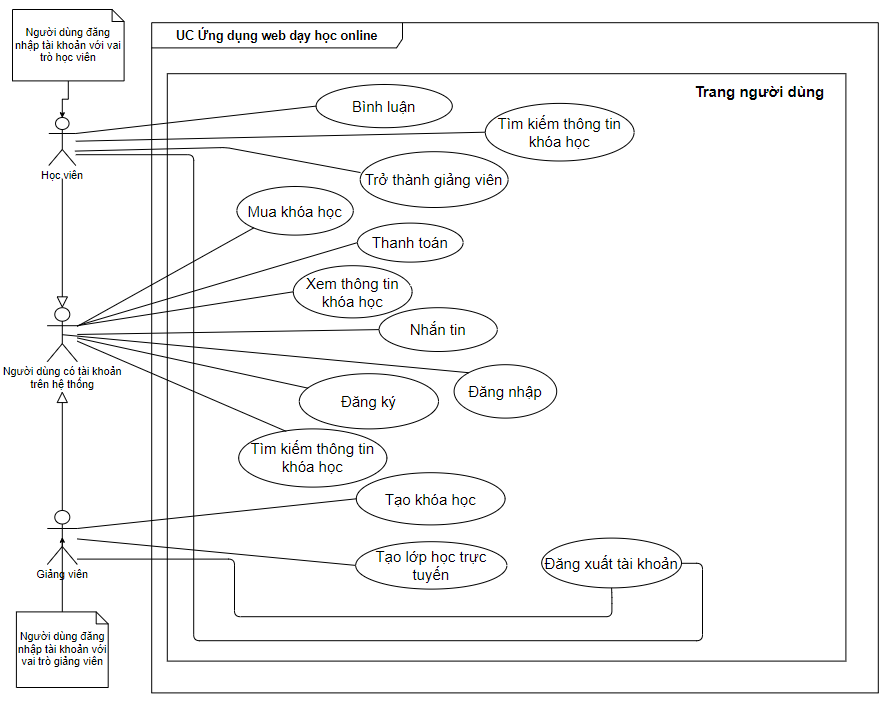 Người dùng đăng
nhập tài khoản với vai
trò học viên
UC Ứng dụng web dạy học online
Trang người dùng
Bình luận
Tìm kiếm thông tin
khóa học
Học viên
Trở thành giảng viên
Mua khóa học
Thanh toán
Xem thông tin
khóa học
Nhắn tin
Người dùng có tài khoản
trên hệ thống
Đăng nhập
Đăng ký
Tìm kiếm thông tin
khóa học
Tạo khóa học
Tạo lớp học trực
tuyến
Đăng xuất tài khoản
Giảng viên
Người dùng đăng
nhập tài khoản với
vai trò giảng viên